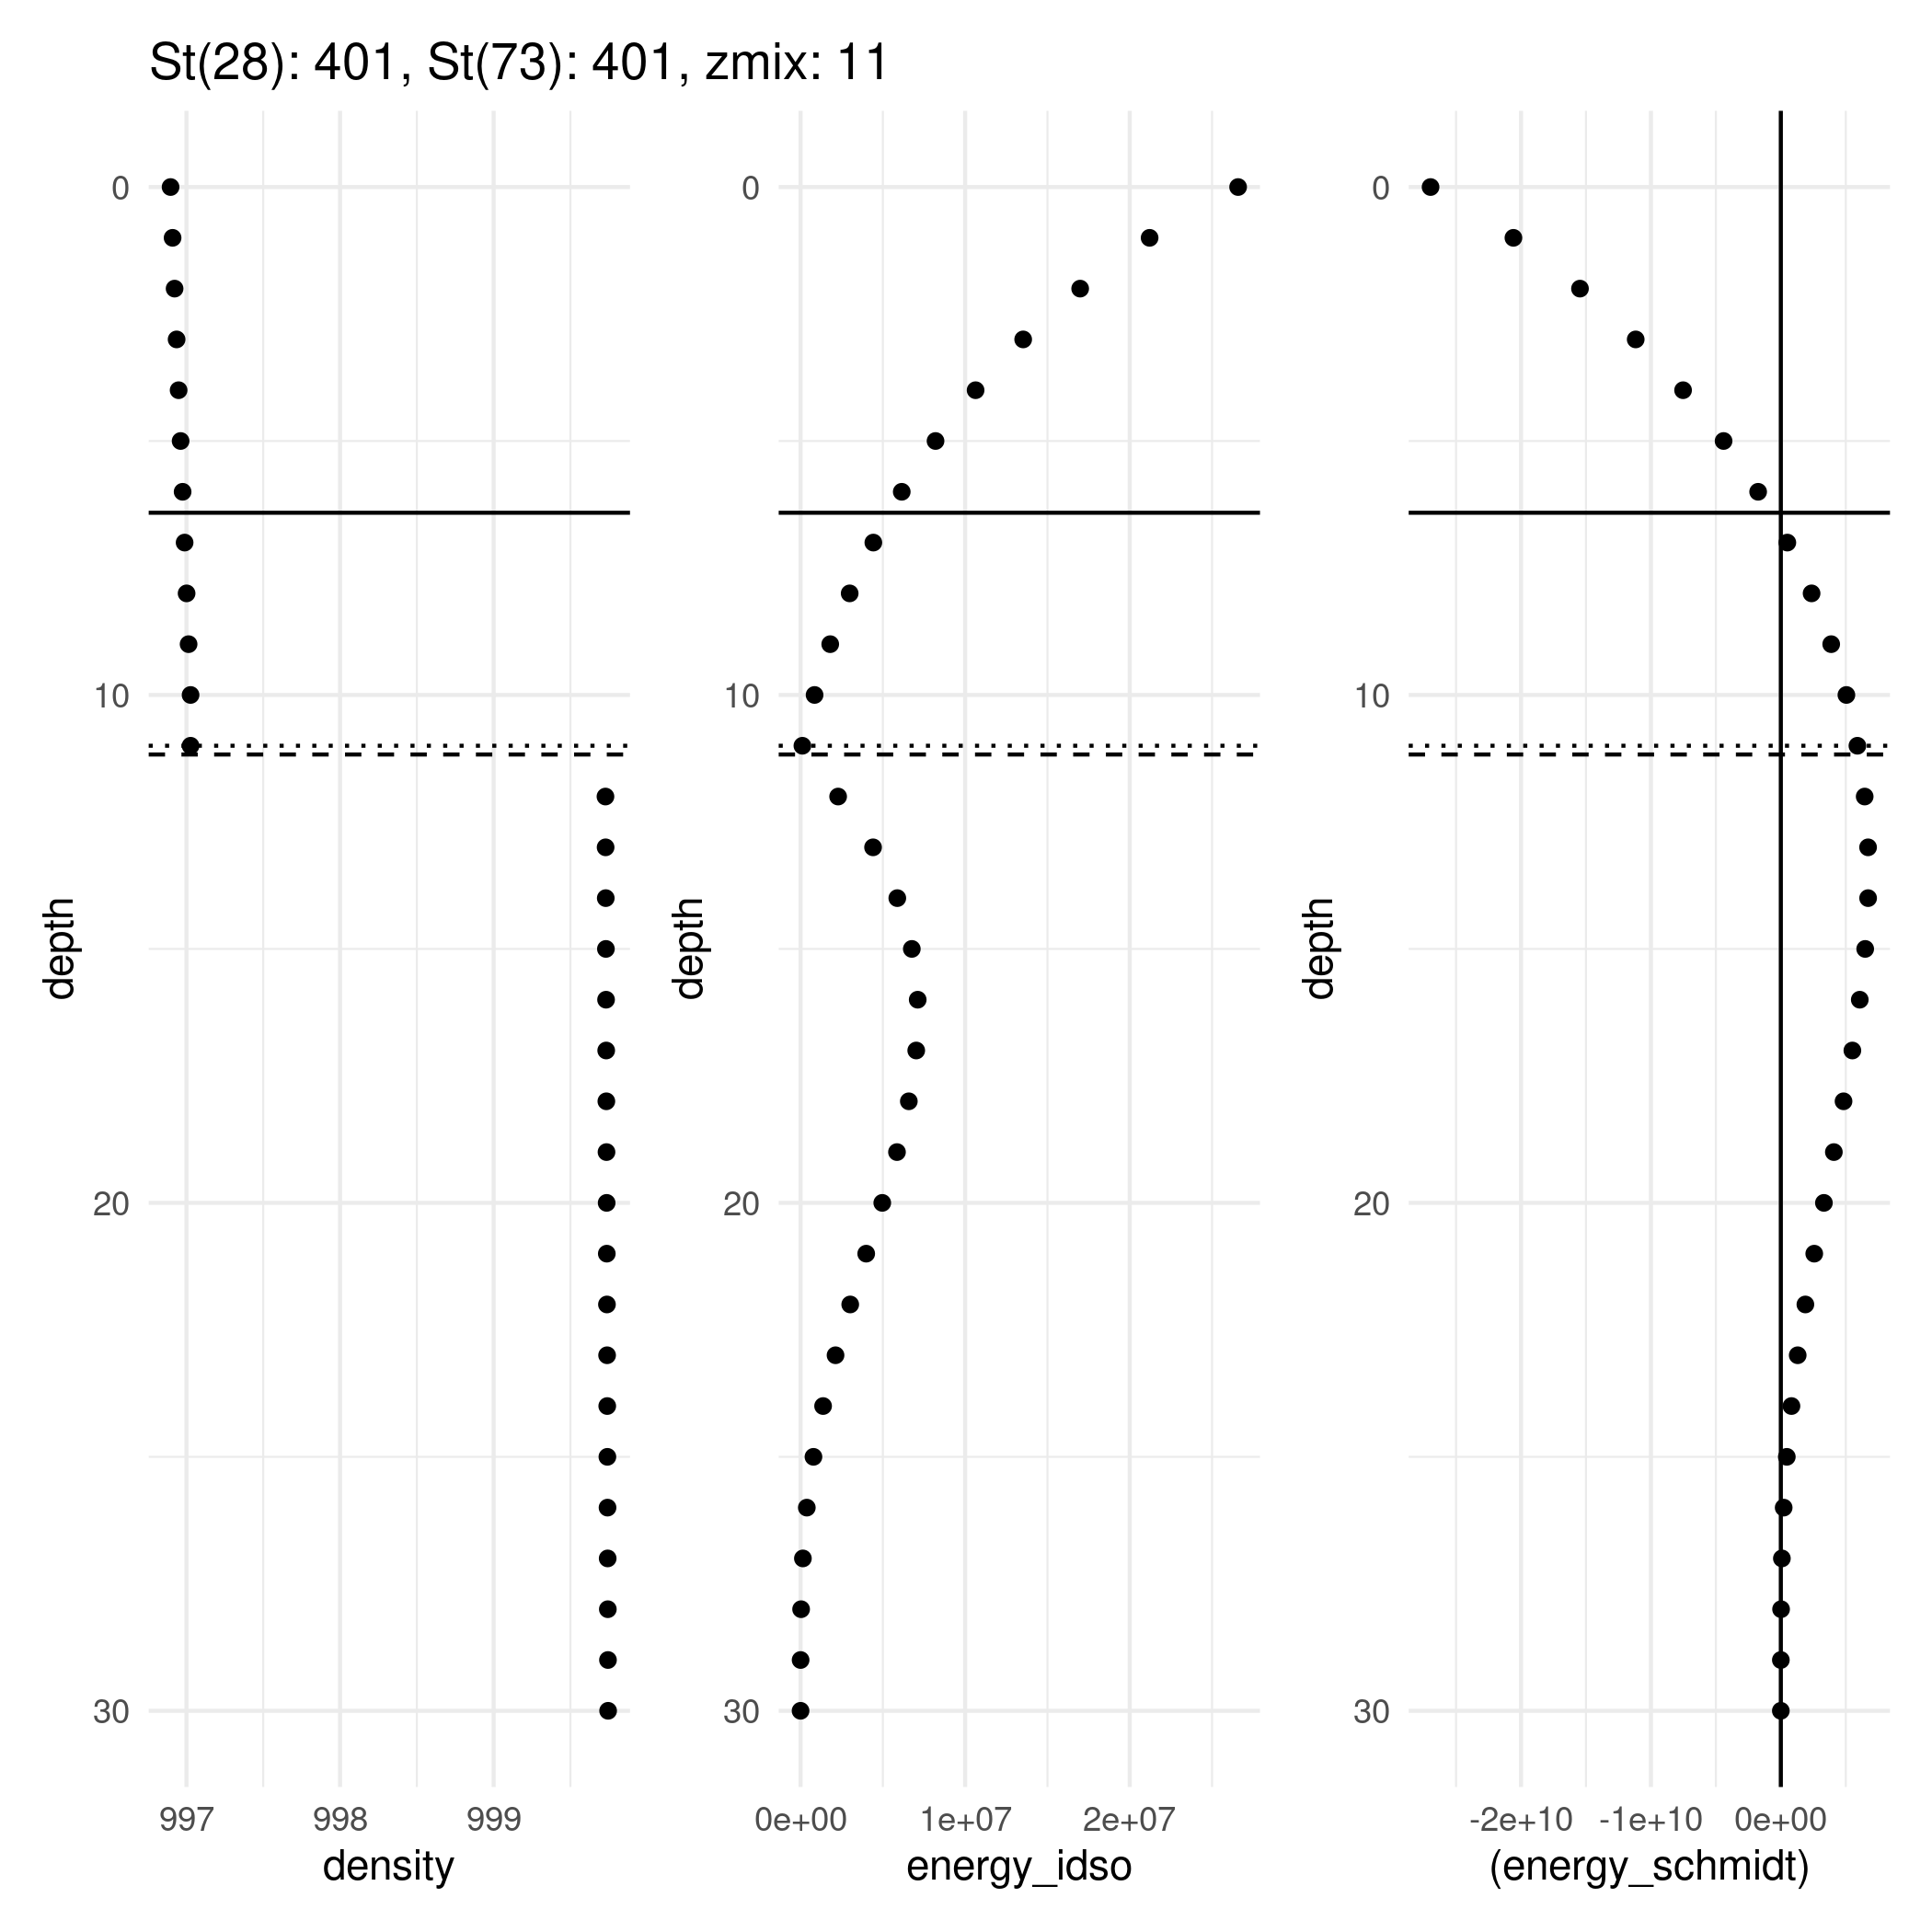 St(28): 401, St(73): 401, zmix: 11
0
10
20
30
depth
997 998 999
density
0
10
20
30
depth
0e+00 1e+07 2e+07
energy_idso
0
10
20
30
depth
-2e+10 -1e+10 0e+00
(energy_schmidt)